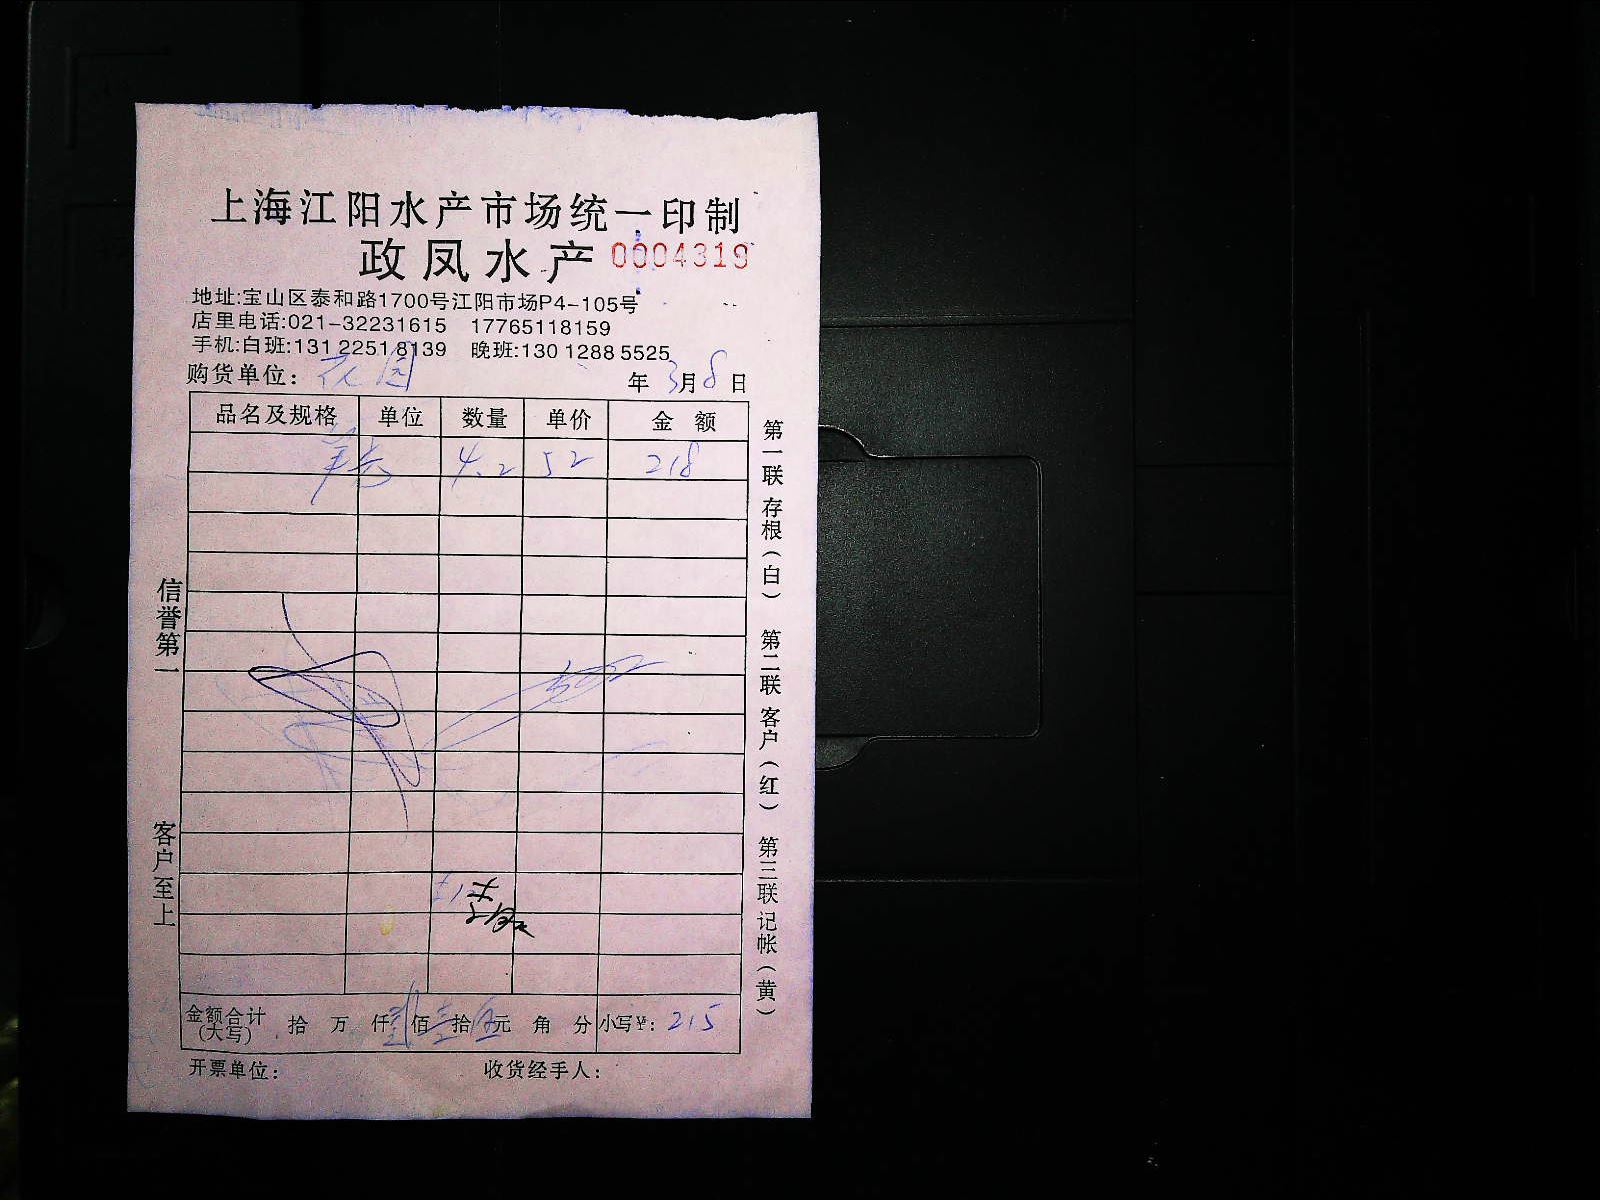 上海江阳水产市场统一印制
政凤水产 0004319
地址:宝山区泰和路1700号江阳市场P4-105号
店里电话:021-32231615 17765118159
手机:白班:131 2251 8139 晚班:130 1288 5525
购货单位: 花园 年 3月8日
品名及规格 单位 数量 单价 金额
4.2 52 218
金额合计(大写) 拾 万 仟 贰佰 壹拾 伍元 角 分 小写¥: 215
开票单位: 收货经手人:
信誉第一
客户至上
第一联 存根(白) 第二联 客户(红) 第三联 记帐(黄)